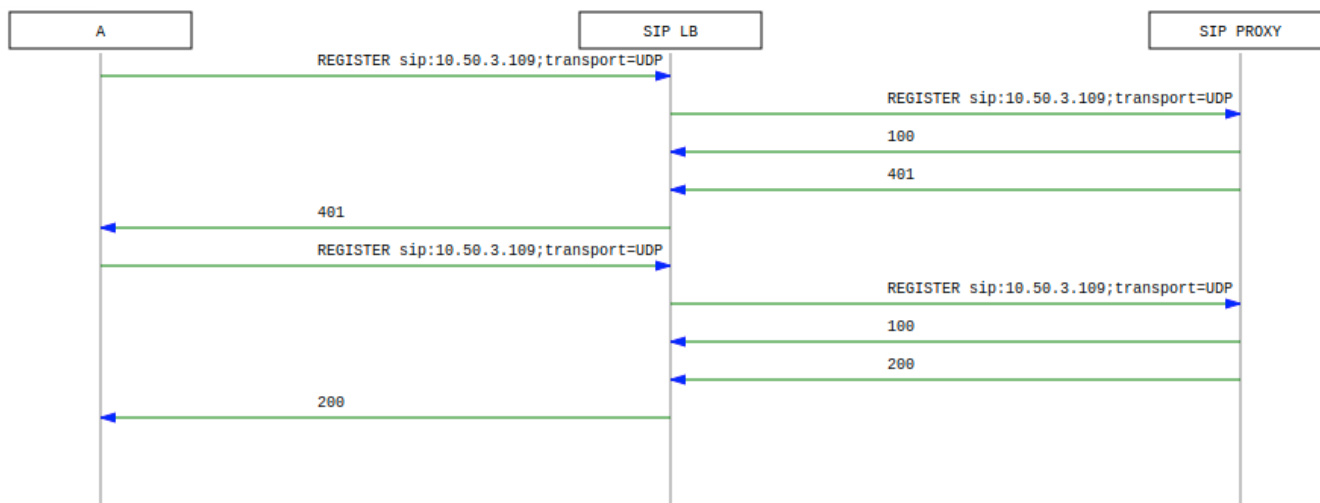 A
SIP LB
SIP PROXY
REGISTER sip:10.50.3.109;transport=UDP
REGISTER sip:10.50.3.109;transport=UDP
100
401
401
REGISTER sip:10.50.3.109;transport=UDP
REGISTER sip:10.50.3.109;transport=UDP
100
200
200